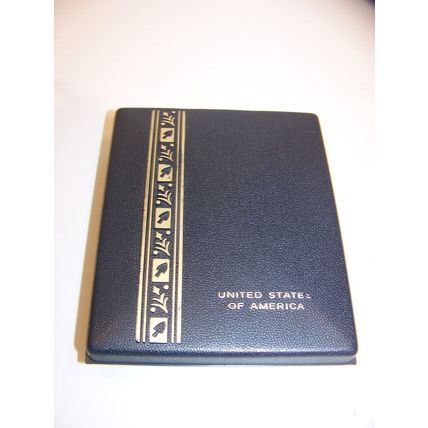 UNITED STATES
OF AMERICA